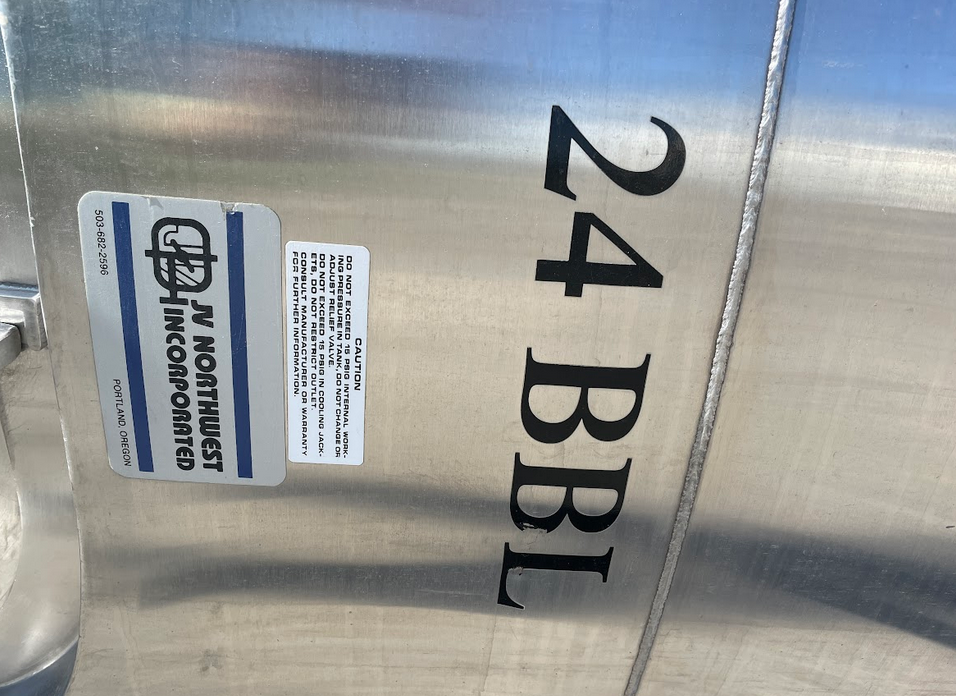 24 BBL
CAUTION
DO NOT EXCEED 15 PSIG INTERNAL WORK-
ING PRESSURE IN TANK, DO NOT CHANGE OR
ADJUST RELIEF VALVE.
DO NOT EXCEED 15 PSIG IN COOLING JACK-
ETS, DO NOT RESTRICT OUTLET.
CONSULT MANUFACTURER OR WARRANTY
FOR FURTHER INFORMATION.
JV NORTHWEST
INCORPORATED
503-682-2596 PORTLAND, OREGON